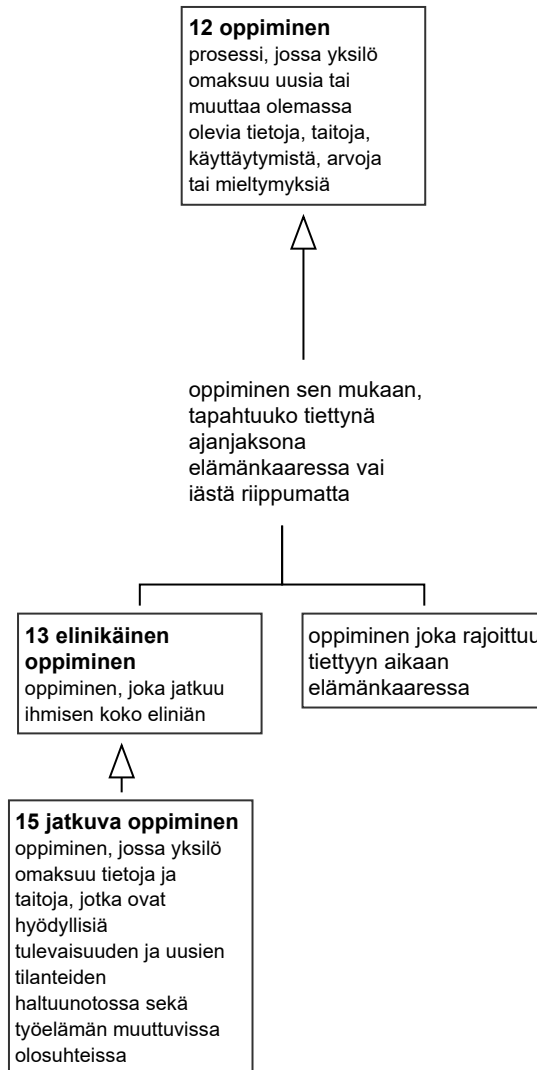 12 oppiminen
prosessi, jossa yksilö
omaksuu uusia tai
muuttaa olemassa
olevia tietoja, taitoja,
käyttäytymistä, arvoja
tai mieltymyksiä
oppiminen sen mukaan,
tapahtuuko tiettynä
ajanjaksona
elämänkaaressa vai
iästä riippumatta
13 elinikäinen
oppiminen
oppiminen, joka jatkuu
ihmisen koko eliniän
oppiminen joka rajoittuu
tiettyyn aikaan
elämänkaaressa
15 jatkuva oppiminen
oppiminen, jossa yksilö
omaksuu tietoja ja
taitoja, jotka ovat
hyödyllisiä
tulevaisuuden ja uusien
tilanteiden
haltuunotossa sekä
työelämän muuttuvissa
olosuhteissa